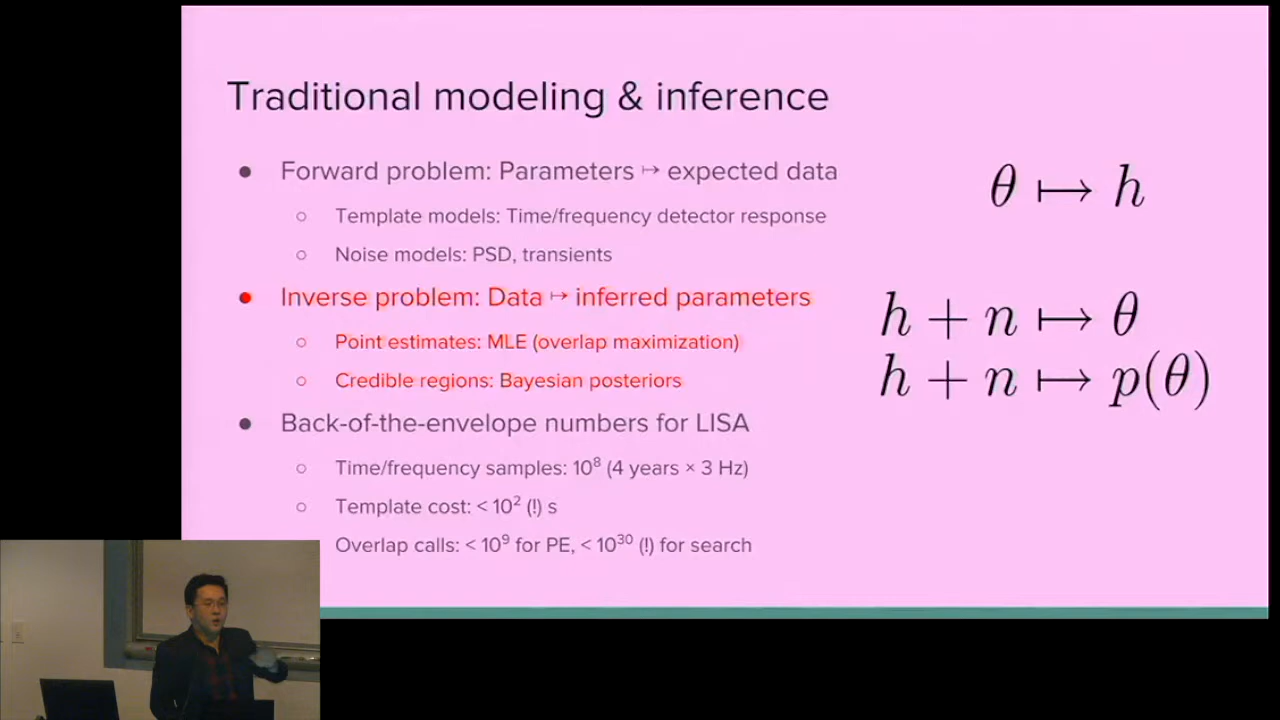 Traditional modeling & inference
● Forward problem: Parameters ↦ expected data
○ Template models: Time/frequency detector response
○ Noise models: PSD, transients
θ ⟼ h
● Inverse problem: Data ↦ inferred parameters
○ Point estimates: MLE (overlap maximization)
○ Credible regions: Bayesian posteriors
h + n ⟼ θ
h + n ⟼ p(θ)
● Back-of-the-envelope numbers for LISA
○ Time/frequency samples: 10⁸ (4 years × 3 Hz)
○ Template cost: < 10² (!) s
Overlap calls: < 10⁹ for PE, < 10³⁰ (!) for search